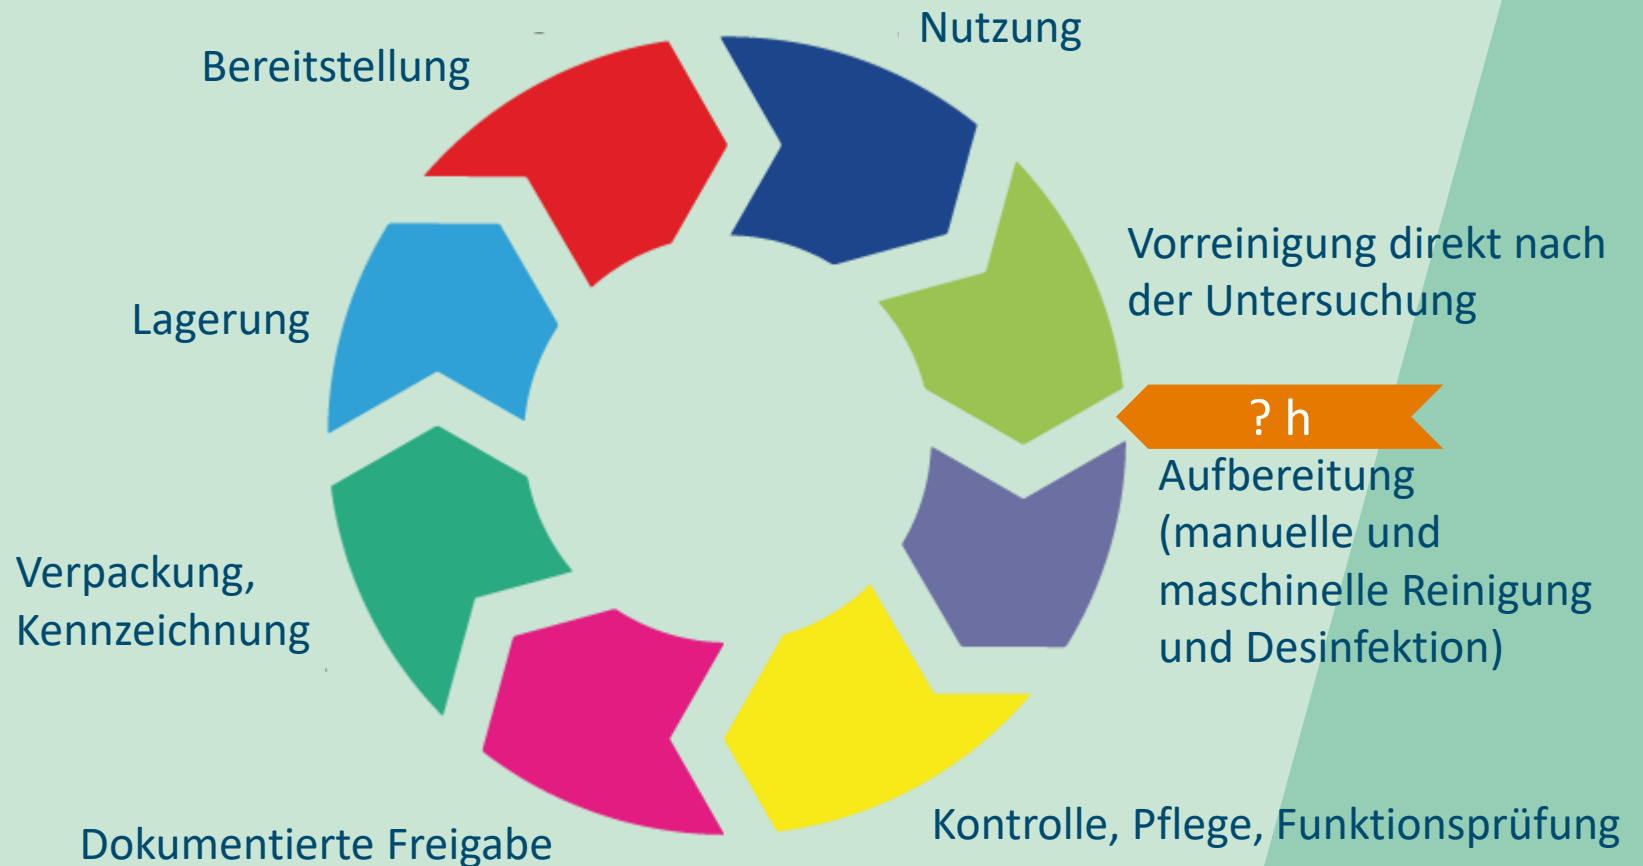 Nutzung
Bereitstellung
Vorreinigung direkt nach
der Untersuchung
Lagerung
? h
Aufbereitung
(manuelle und
maschinelle Reinigung
und Desinfektion)
Verpackung,
Kennzeichnung
Kontrolle, Pflege, Funktionsprüfung
Dokumentierte Freigabe